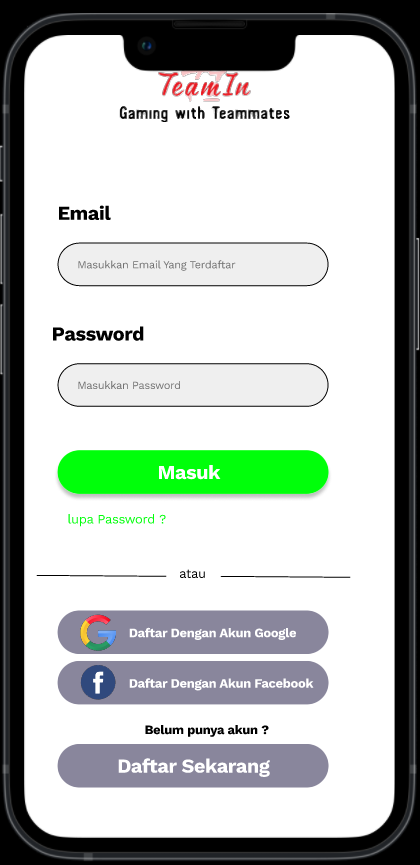 TeamIn
Gaming with Teammates
Email
Masukkan Email Yang Terdaftar
Password
Masukkan Password
Masuk
lupa Password ?
atau
Daftar Dengan Akun Google
Daftar Dengan Akun Facebook
Belum punya akun ?
Daftar Sekarang